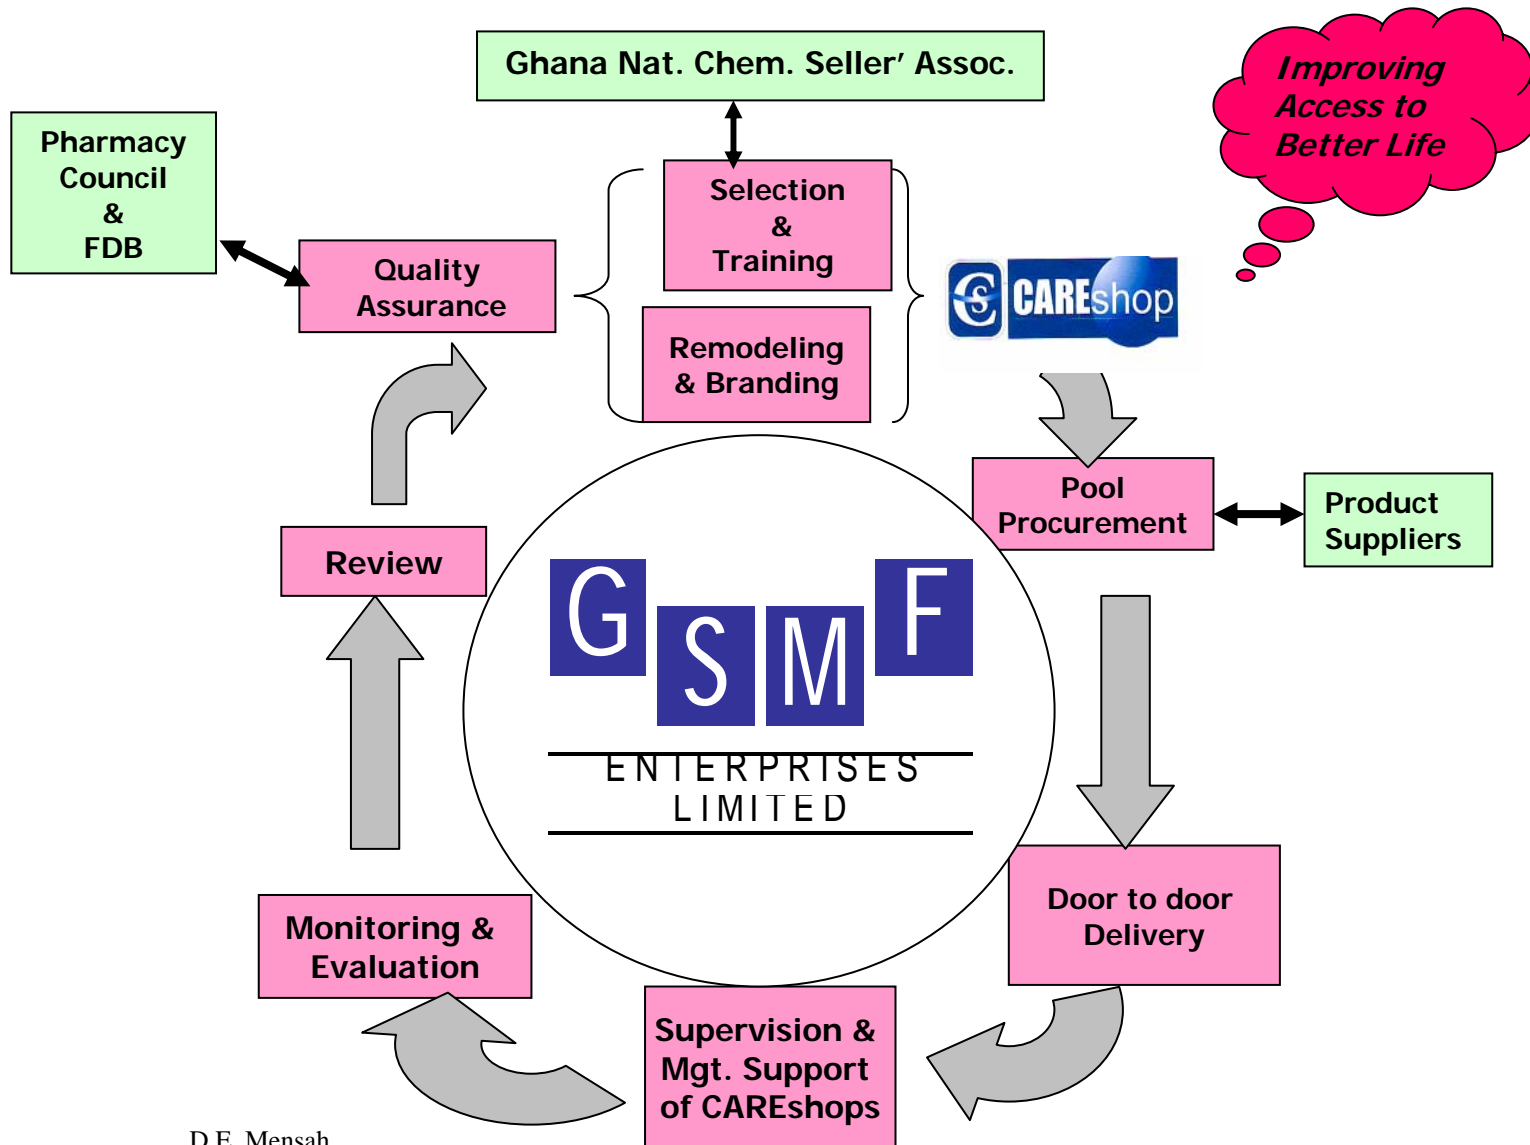 Ghana Nat. Chem. Seller' Assoc.
Improving
Access to
Better Life
Pharmacy
Council
&
FDB
Selection
&
Training
Quality
Assurance
CS CAREshop
Remodeling
& Branding
Pool
Procurement
Product
Suppliers
Review
G S M F
ENTERPRISES
LIMITED
Door to door
Delivery
Monitoring &
Evaluation
Supervision &
Mgt. Support
of CAREshops
D.E. Mensah